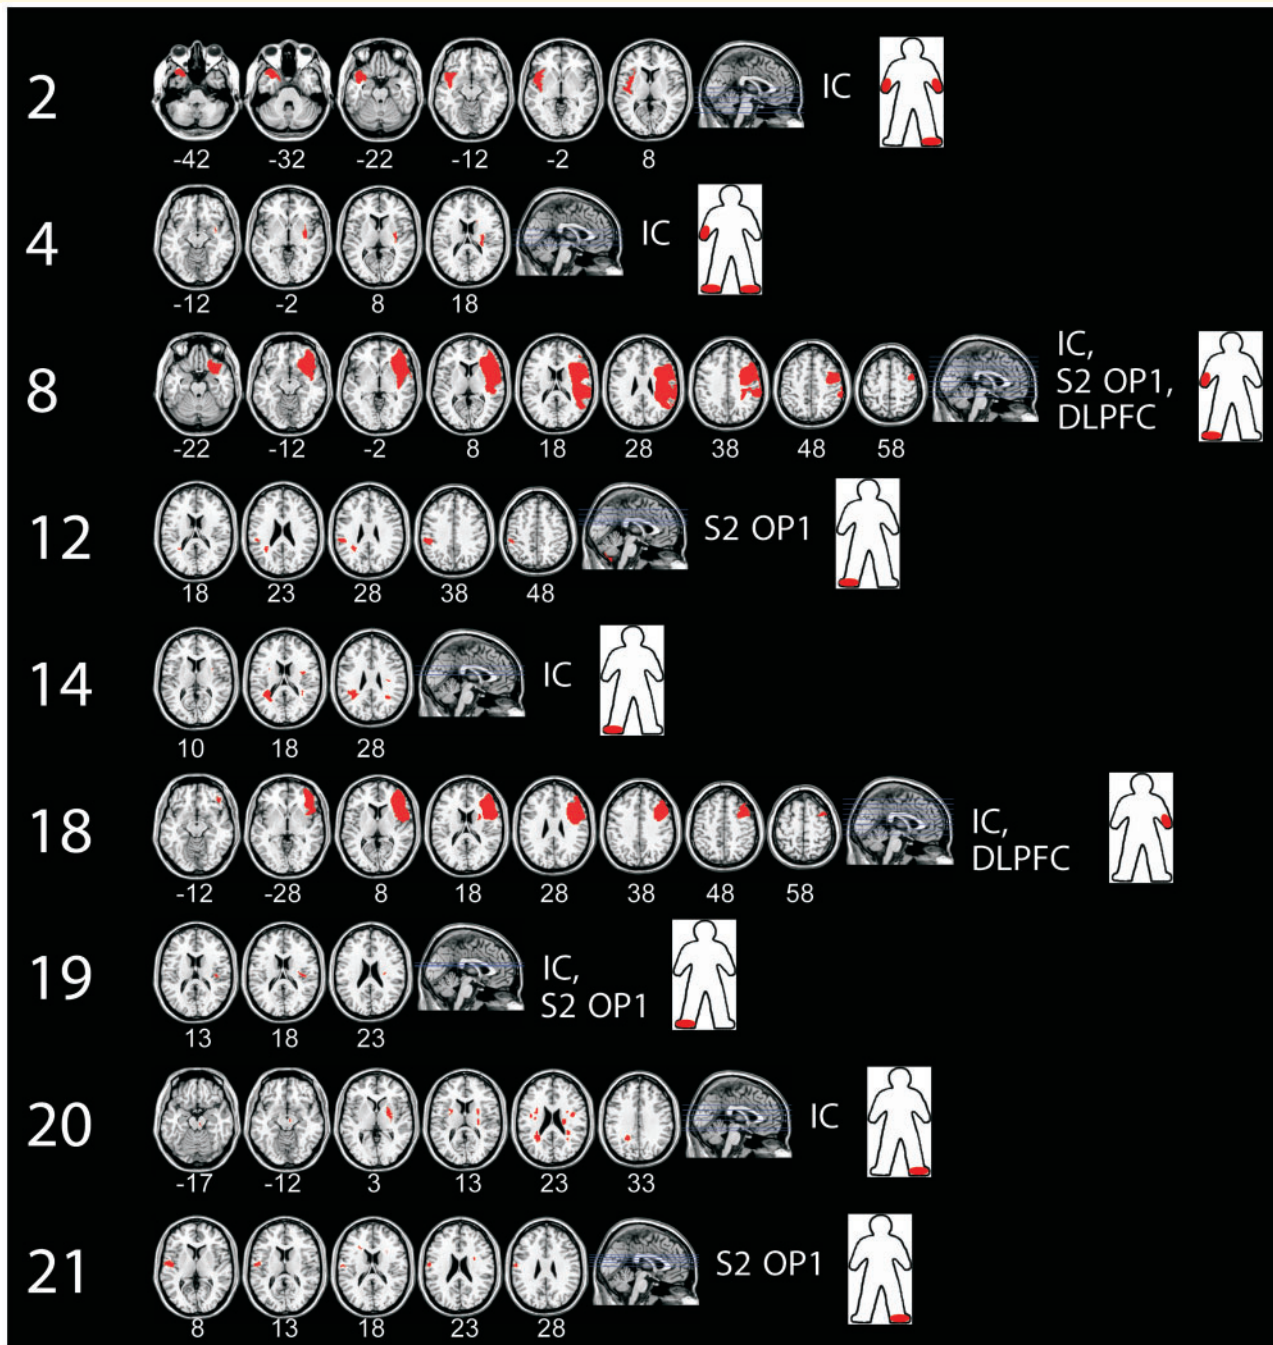 2
IC
-42 -32 -22 -12 -2 8
4
IC
-12 -2 8 18
8
IC,
S2 OP1,
DLPFC
-22 -12 -2 8 18 28 38 48 58
12
S2 OP1
18 23 28 38 48
14
IC
10 18 28
18
IC,
DLPFC
-12 -28 8 18 28 38 48 58
19
IC,
S2 OP1
13 18 23
20
IC
-17 -12 3 13 23 33
21
S2 OP1
8 13 18 23 28